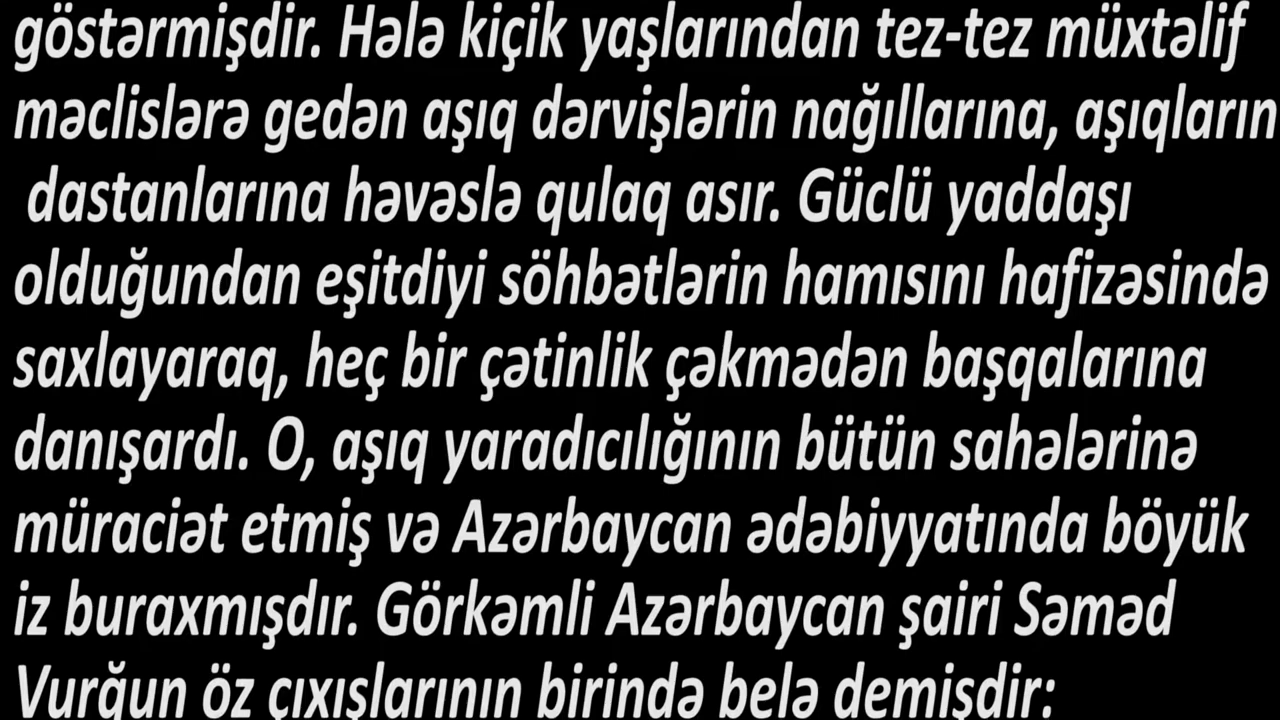 göstərmişdir. Hələ kiçik yaşlarından tez-tez müxtəlif
məclislərə gedən aşıq dərvişlərin nağıllarına, aşıqların
dastanlarına həvəslə qulaq asır. Güclü yaddaşı
olduğundan eşitdiyi söhbətlərin hamısını hafizəsində
saxlayaraq, heç bir çətinlik çəkmədən başqalarına
danışardı. O, aşıq yaradıcılığının bütün sahələrinə
müraciət etmiş və Azərbaycan ədəbiyyatında böyük
iz buraxmışdır. Görkəmli Azərbaycan şairi Səməd
Vurğun öz çıxışlarının birində belə demişdir: